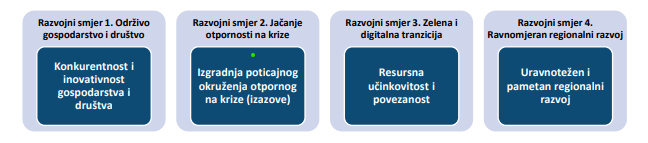 Razvojni smjer 1. Održivo
gospodarstvo i društvo
Konkurentnost i
inovativnost
gospodarstva i
društva
Razvojni smjer 2. Jačanje
otpornosti na krize
Izgradnja poticajnog
okruženja otpornog
na krize (izazove)
Razvojni smjer 3. Zelena i
digitalna tranzicija
Resursna
učinkovitost i
povezanost
Razvojni smjer 4.
Ravnomjeran regionalni razvoj
Uravnotežen i
pametan regionalni
razvoj